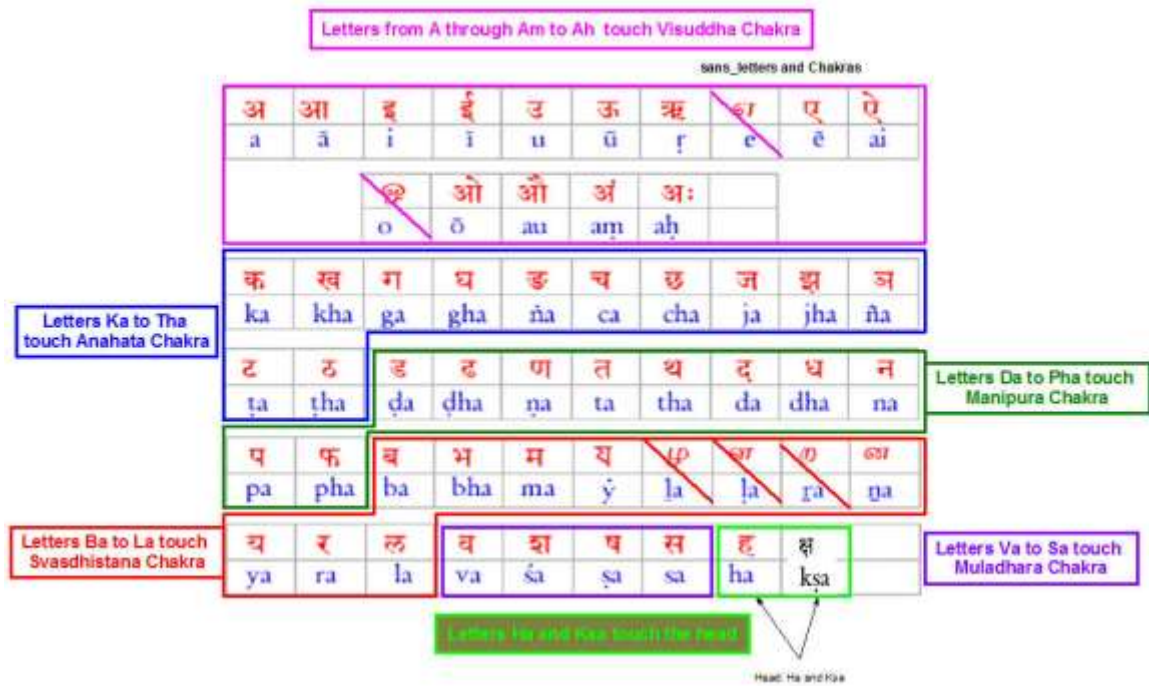 Letters from A through Am to Ah touch Visuddha Chakra
sans_letters and Chakras
अ आ इ ई उ ऊ ऋ எ ए ऐ
a ā i ī u ū ṛ e ē ai
ஒ ओ औ अं अः
o ō au aṃ aḥ
क ख ग घ ङ च छ ज झ ञ
ka kha ga gha ṅa ca cha ja jha ña
Letters Ka to Tha
touch Anahata Chakra
ट ठ ड ढ ण त थ द ध न
ṭa ṭha ḍa ḍha ṇa ta tha da dha na
Letters Da to Pha touch
Manipura Chakra
प फ ब भ म य ழ ள ற ன
pa pha ba bha ma ẏ ḻa ḷa ṟa ṉa
Letters Ba to La touch
Svasdhistana Chakra
य र ल व श ष स ह क्ष
ya ra la va śa ṣa sa ha kṣa
Letters Va to Sa touch
Muladhara Chakra
Letters Ha and Ksa touch the head
Head: Ha and Ksa